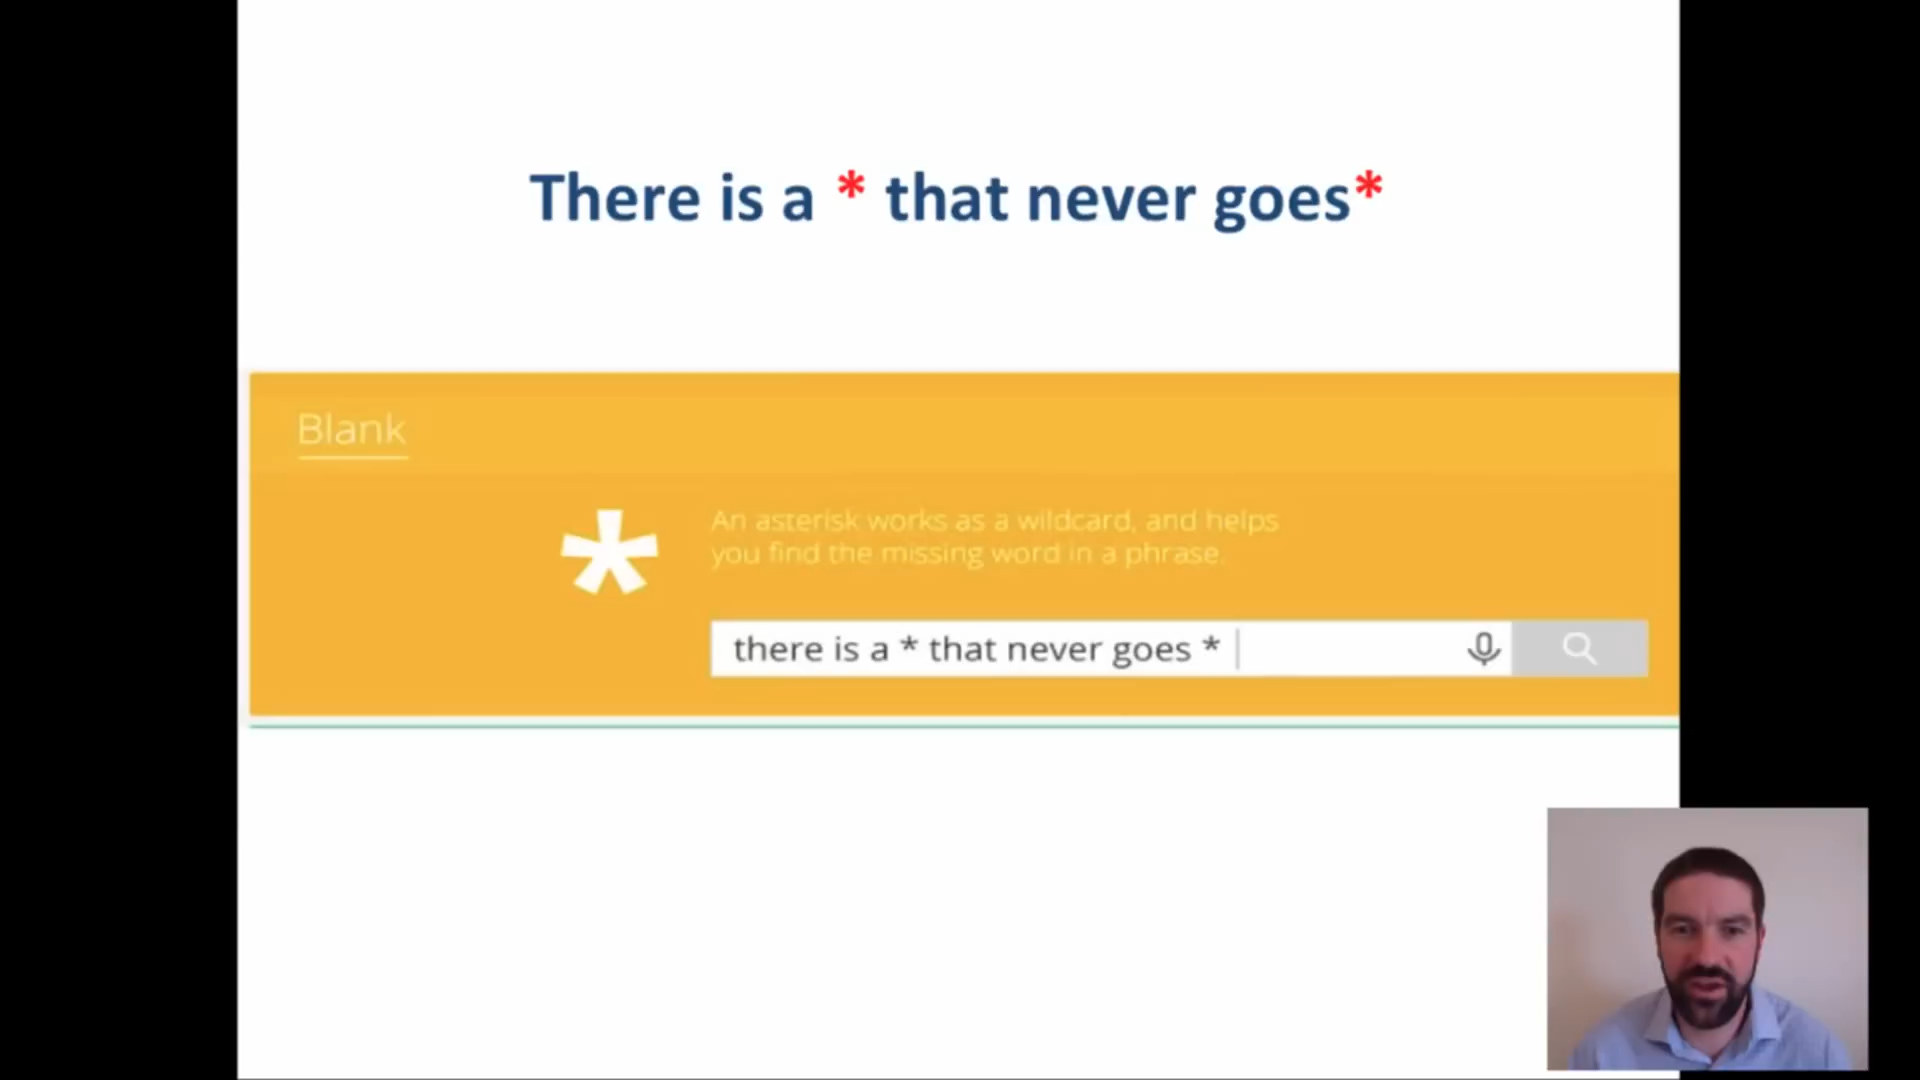 There is a * that never goes*
Blank
*
An asterisk works as a wildcard, and helps
you find the missing word in a phrase.
there is a * that never goes *